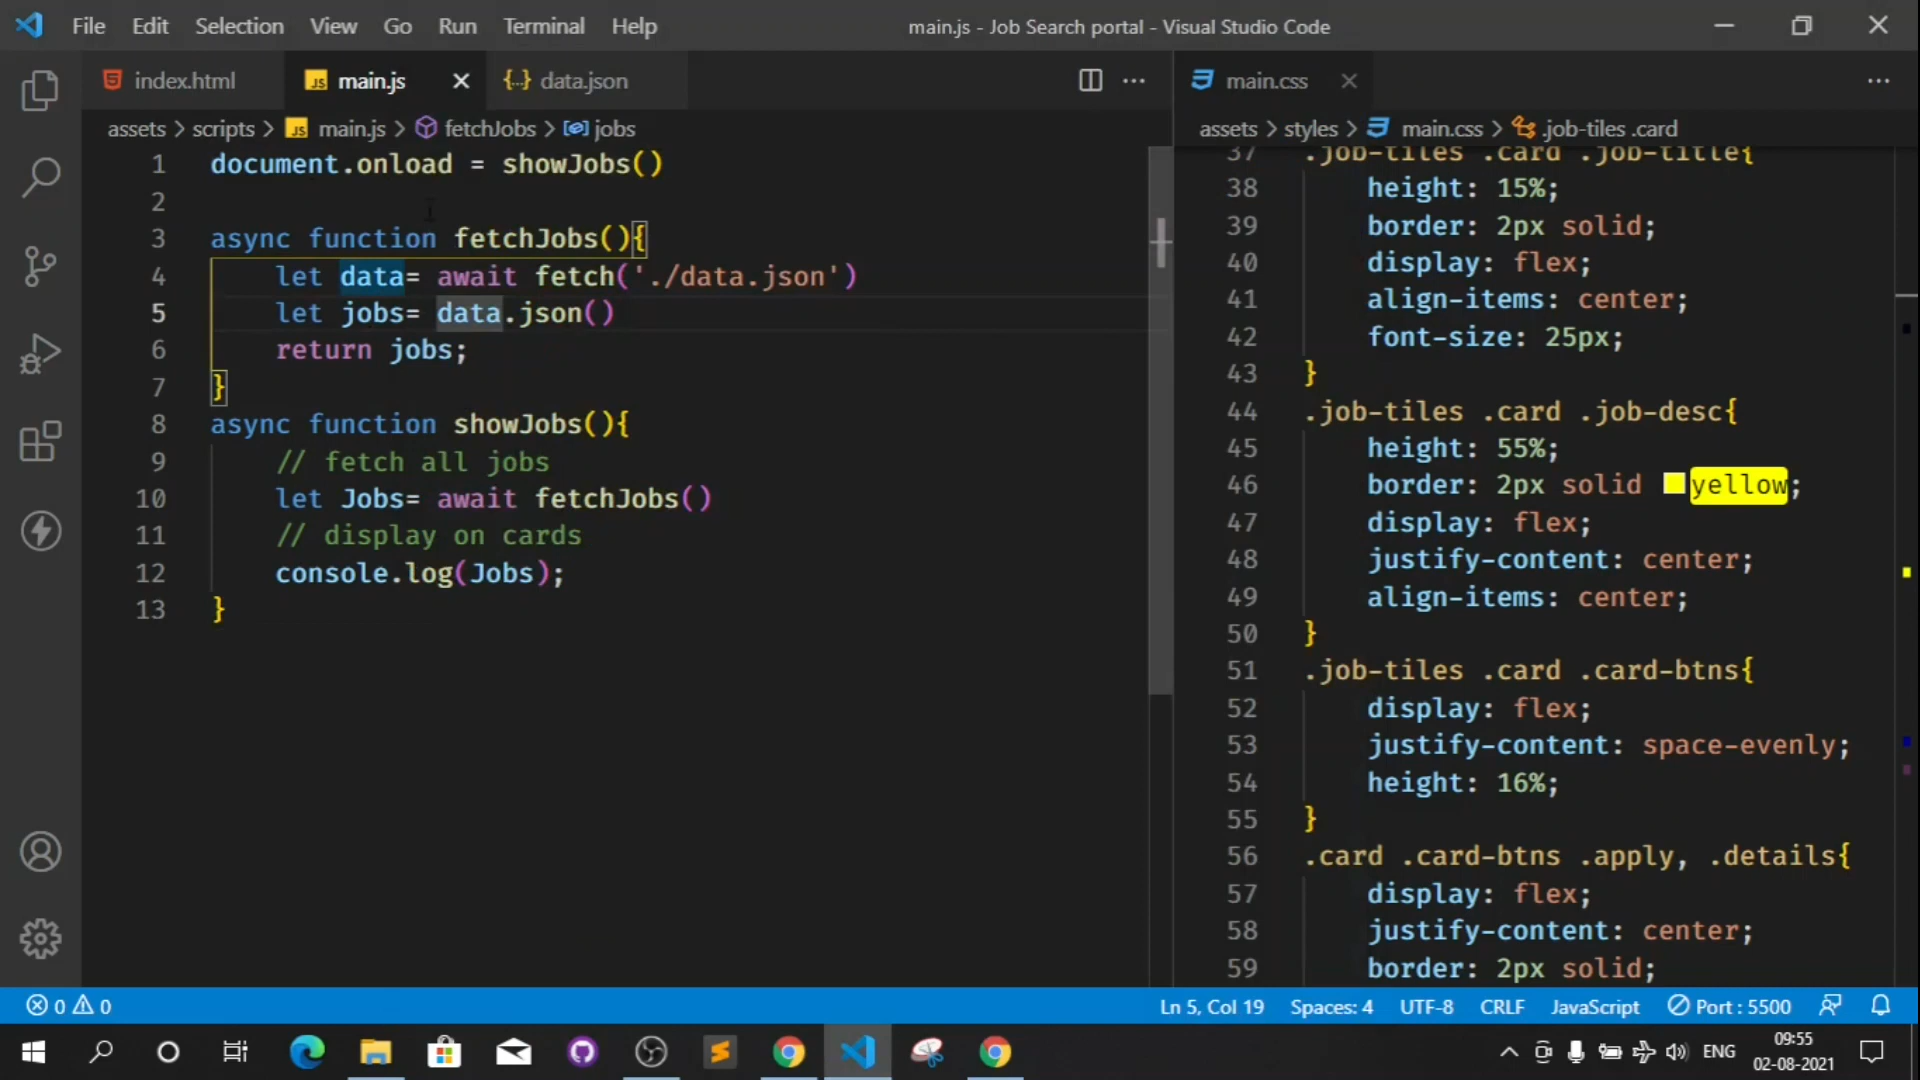 File Edit Selection View Go Run Terminal Help main.js - Job Search portal - Visual Studio Code
index.html main.js data.json
assets > scripts > main.js > fetchJobs > jobs
1 document.onload = showJobs()
2
3 async function fetchJobs(){
4 let data= await fetch('./data.json')
5 let jobs= data.json()
6 return jobs;
7 }
8 async function showJobs(){
9 // fetch all jobs
10 let Jobs= await fetchJobs()
11 // display on cards
12 console.log(Jobs);
13 }
main.css
assets > styles > main.css > .job-tiles .card
37 .job-tiles .card .job-title{
38 height: 15%;
39 border: 2px solid;
40 display: flex;
41 align-items: center;
42 font-size: 25px;
43 }
44 .job-tiles .card .job-desc{
45 height: 55%;
46 border: 2px solid yellow;
47 display: flex;
48 justify-content: center;
49 align-items: center;
50 }
51 .job-tiles .card .card-btns{
52 display: flex;
53 justify-content: space-evenly;
54 height: 16%;
55 }
56 .card .card-btns .apply, .details{
57 display: flex;
58 justify-content: center;
59 border: 2px solid;
0 0 Ln 5, Col 19 Spaces: 4 UTF-8 CRLF JavaScript Port : 5500
ENG 09:55
02-08-2021